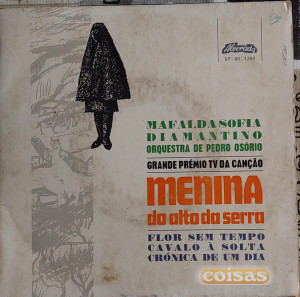 Alvorada
MAFALDA SOFIA
DIAMANTINO
ORQUESTRA DE PEDRO OSÓRIO
GRANDE PRÉMIO TV DA CANÇÃO
MENINA
do alto da serra
FLOR SEM TEMPO
CAVALO À SOLTA
CRÓNICA DE UM DIA
coisas